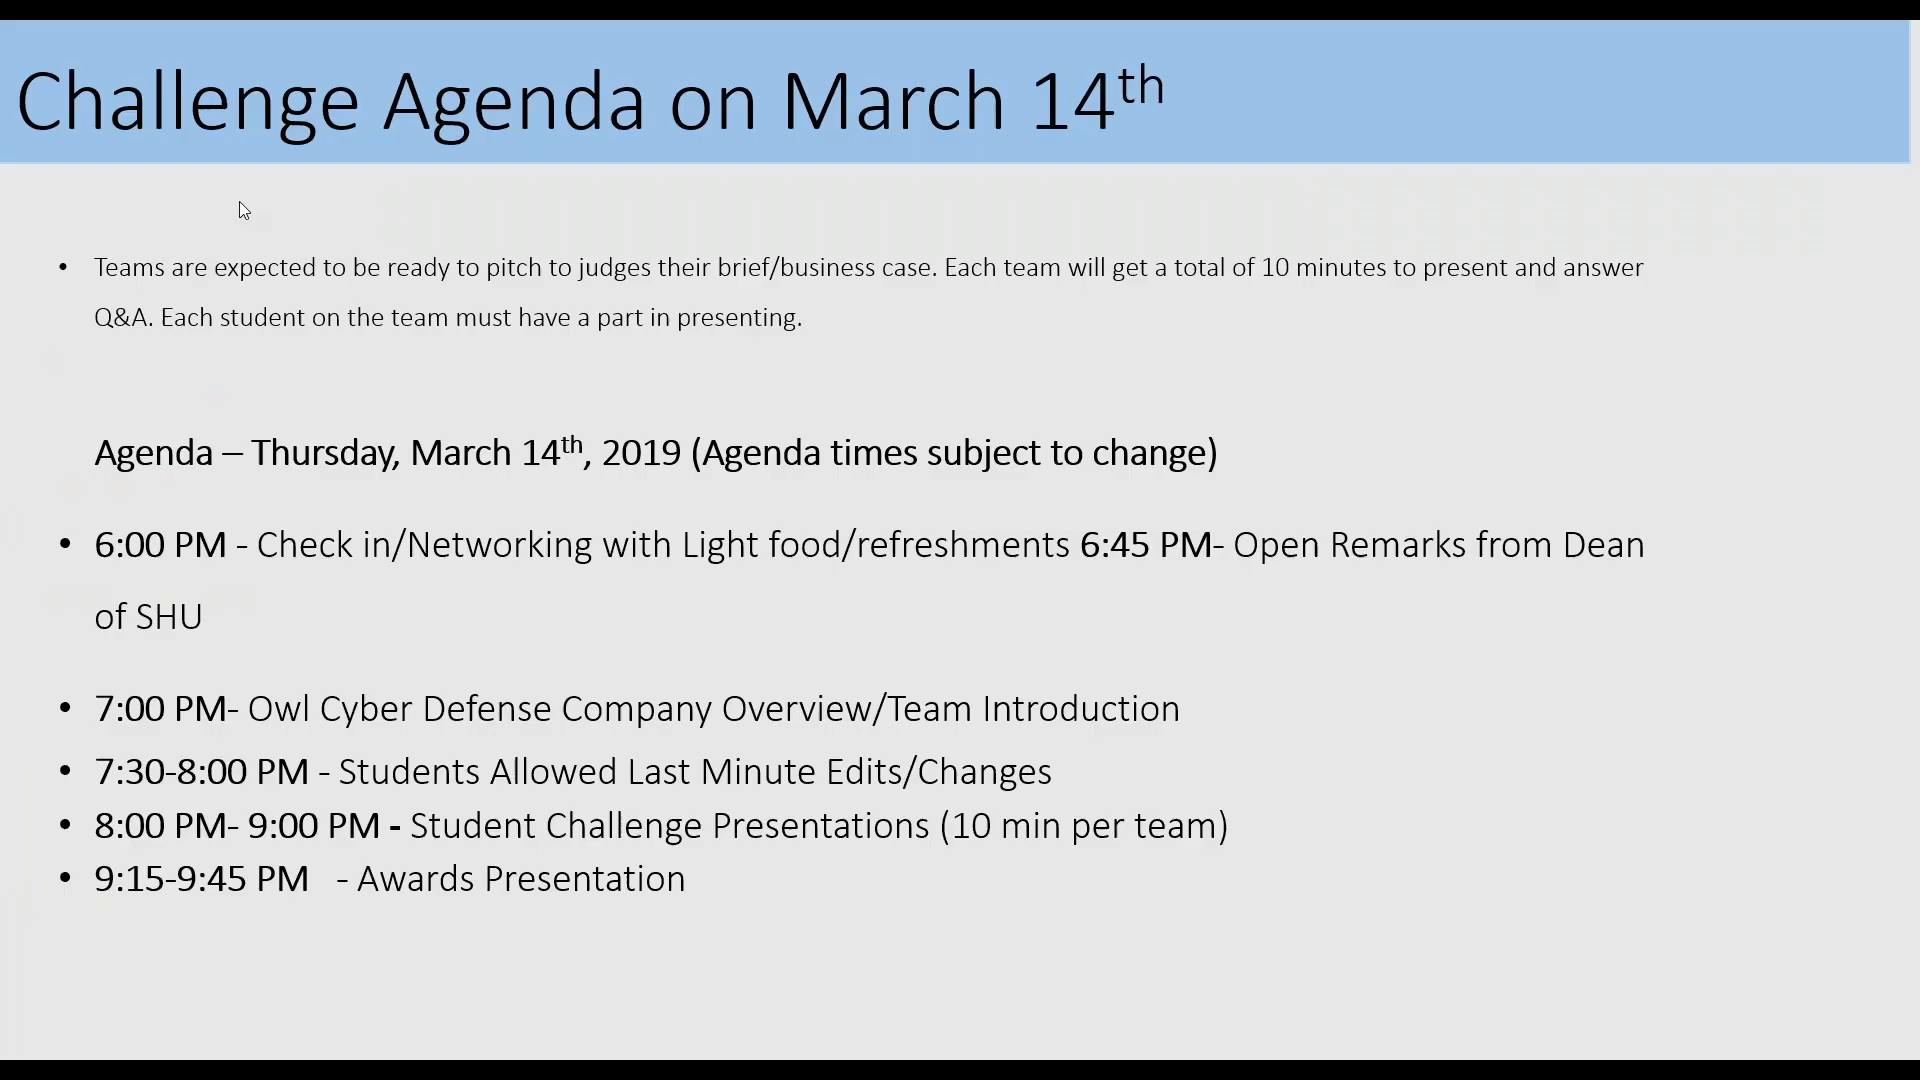 Challenge Agenda on March 14th
• Teams are expected to be ready to pitch to judges their brief/business case. Each team will get a total of 10 minutes to present and answer
Q&A. Each student on the team must have a part in presenting.
Agenda – Thursday, March 14th, 2019 (Agenda times subject to change)
• 6:00 PM - Check in/Networking with Light food/refreshments 6:45 PM- Open Remarks from Dean
of SHU
• 7:00 PM- Owl Cyber Defense Company Overview/Team Introduction
• 7:30-8:00 PM - Students Allowed Last Minute Edits/Changes
• 8:00 PM- 9:00 PM - Student Challenge Presentations (10 min per team)
• 9:15-9:45 PM - Awards Presentation